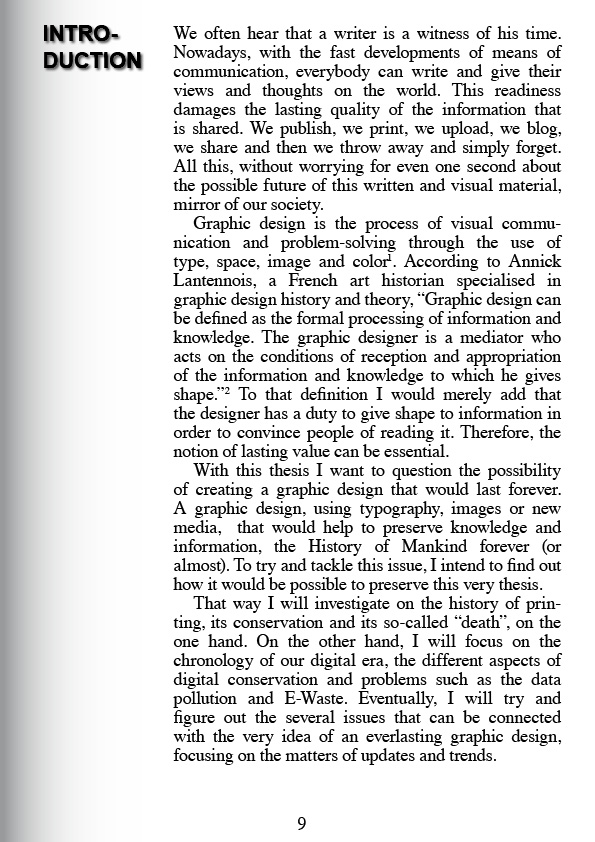 INTRO-
DUCTION
We often hear that a writer is a witness of his time.
Nowadays, with the fast developments of means of
communication, everybody can write and give their
views and thoughts on the world. This readiness
damages the lasting quality of the information that
is shared. We publish, we print, we upload, we blog,
we share and then we throw away and simply forget.
All this, without worrying for even one second about
the possible future of this written and visual material,
mirror of our society.
Graphic design is the process of visual commu-
nication and problem-solving through the use of
type, space, image and color¹. According to Annick
Lantennois, a French art historian specialised in
graphic design history and theory, “Graphic design can
be defined as the formal processing of information and
knowledge. The graphic designer is a mediator who
acts on the conditions of reception and appropriation
of the information and knowledge to which he gives
shape.”² To that definition I would merely add that
the designer has a duty to give shape to information in
order to convince people of reading it. Therefore, the
notion of lasting value can be essential.
With this thesis I want to question the possibility
of creating a graphic design that would last forever.
A graphic design, using typography, images or new
media,  that would help to preserve knowledge and
information, the History of Mankind forever (or
almost). To try and tackle this issue, I intend to find out
how it would be possible to preserve this very thesis.
That way I will investigate on the history of prin-
ting, its conservation and its so-called “death”, on the
one hand. On the other hand, I will focus on the
chronology of our digital era, the different aspects of
digital conservation and problems such as the data
pollution and E-Waste. Eventually, I will try and
figure out the several issues that can be connected
with the very idea of an everlasting graphic design,
focusing on the matters of updates and trends.
9